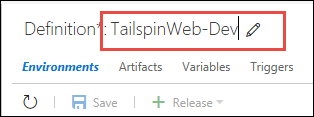 Definition*: TailspinWeb-Dev
Environments Artifacts Variables Triggers
Save + Release